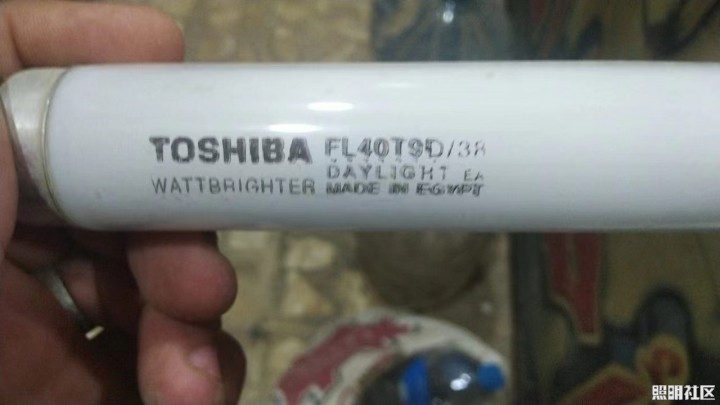 TOSHIBA FL40T9D/38
DAYLIGHT EA
WATTBRIGHTER MADE IN EGYPT
照明社区